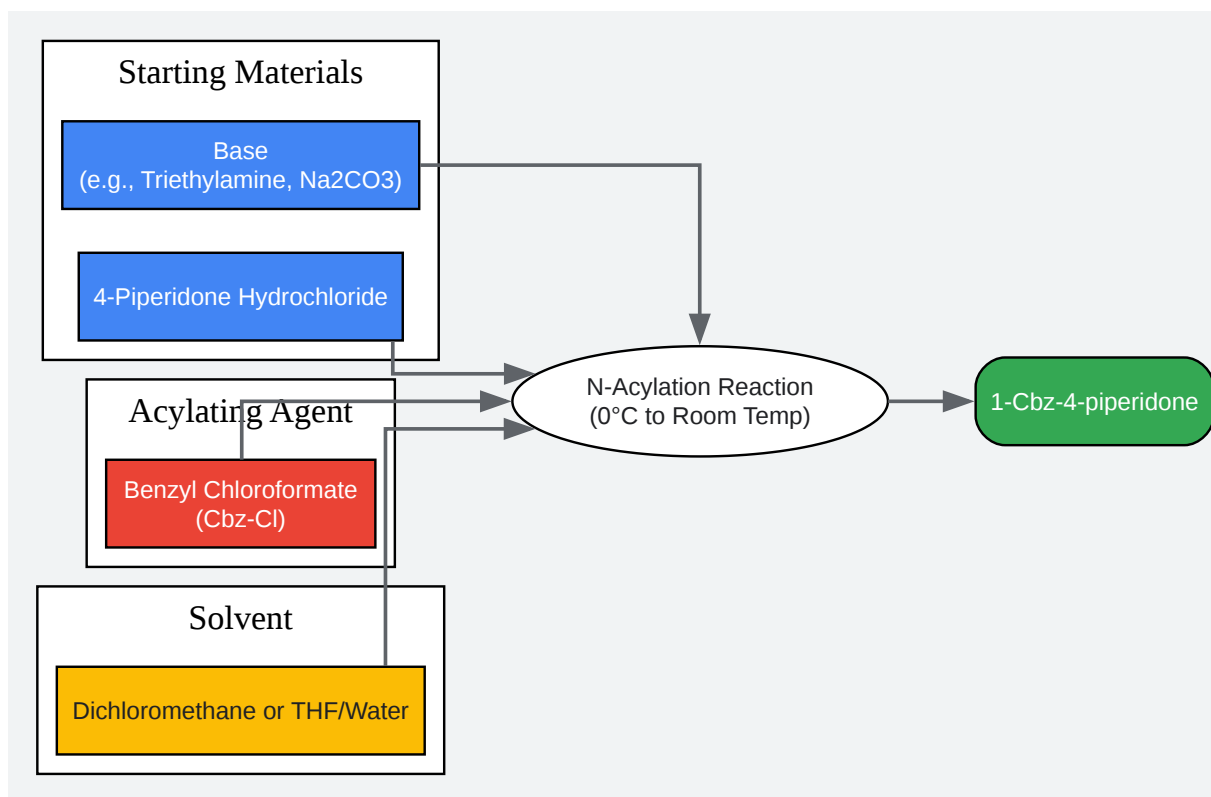 Starting Materials
Base
(e.g., Triethylamine, Na2CO3)
4-Piperidone Hydrochloride
Acylating Agent
Benzyl Chloroformate
(Cbz-Cl)
Solvent
Dichloromethane or THF/Water
N-Acylation Reaction
(0°C to Room Temp)
1-Cbz-4-piperidone